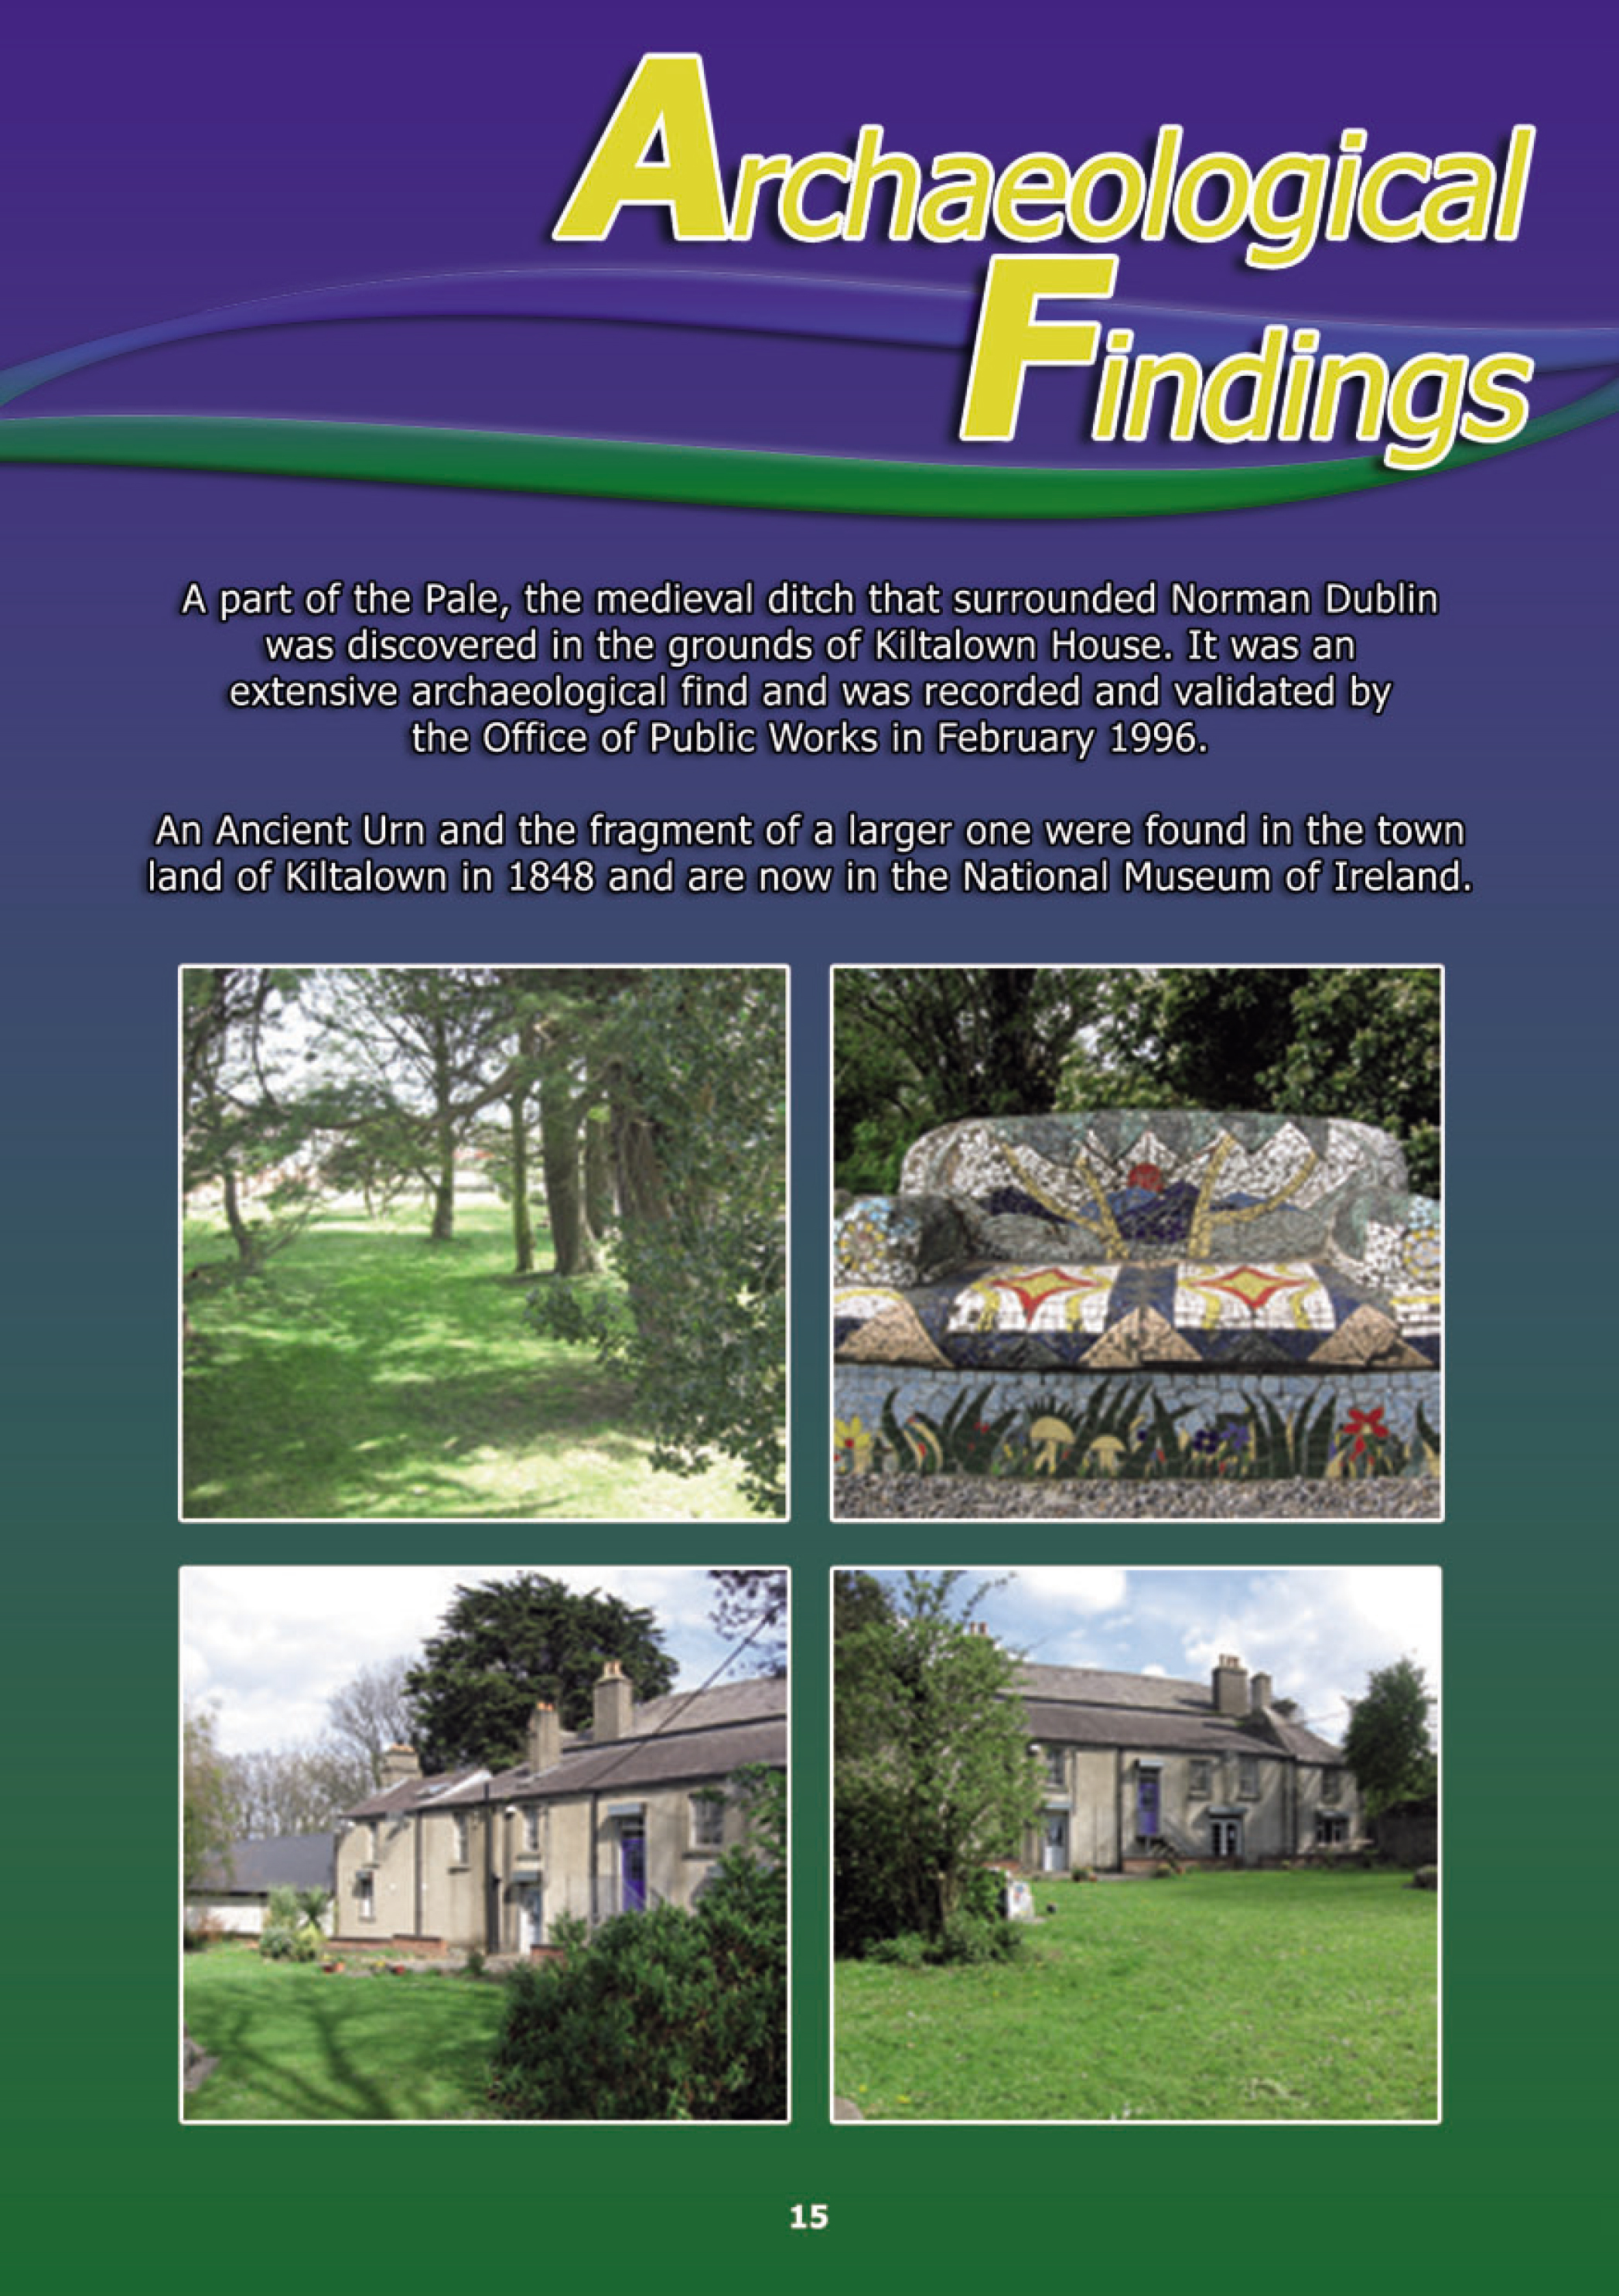 Archaeological
Findings
A part of the Pale, the medieval ditch that surrounded Norman Dublin
was discovered in the grounds of Kiltalown House. It was an
extensive archaeological find and was recorded and validated by
the Office of Public Works in February 1996.
An Ancient Urn and the fragment of a larger one were found in the town
land of Kiltalown in 1848 and are now in the National Museum of Ireland.
15